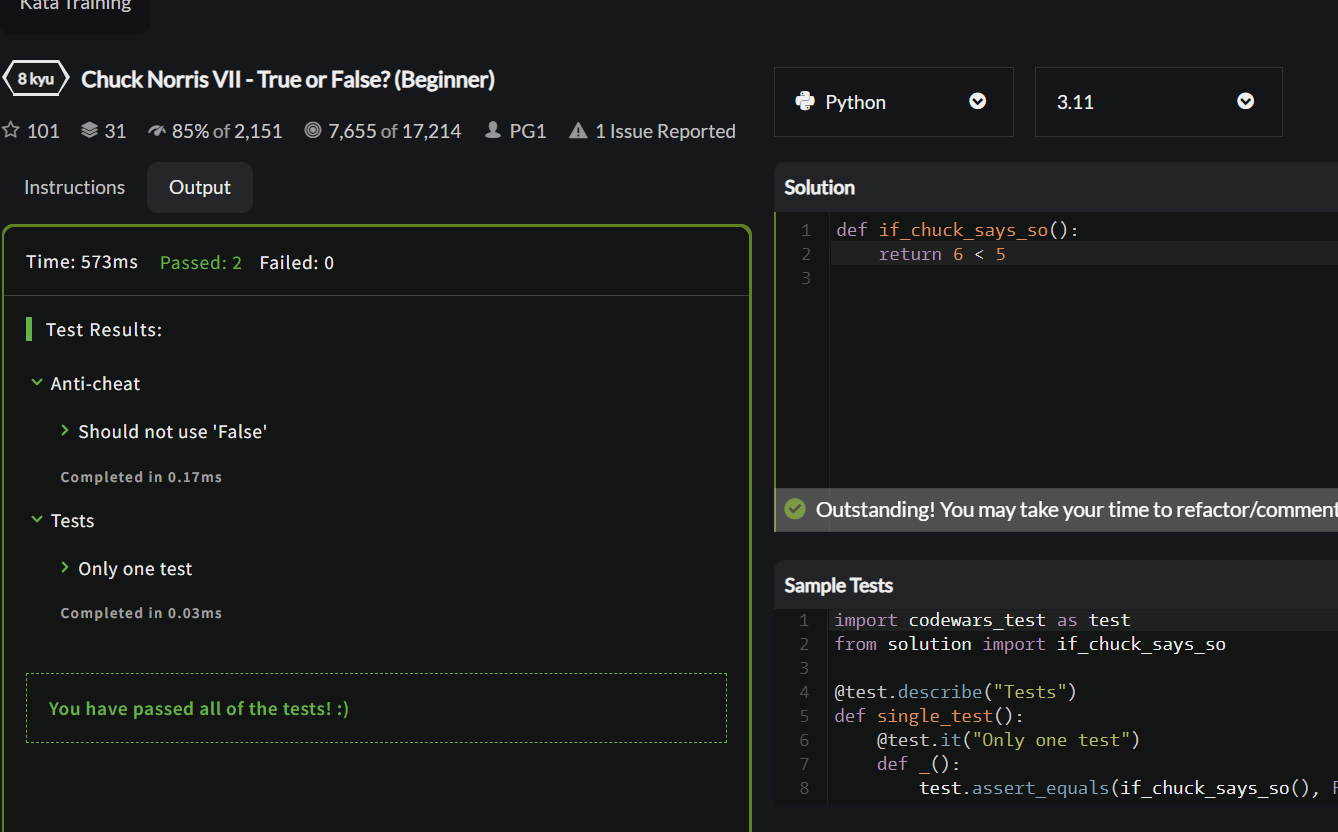 Kata Training
8 kyu Chuck Norris VII - True or False? (Beginner)
101 31 85% of 2,151 7,655 of 17,214 PG1 1 Issue Reported
Instructions Output
Time: 573ms Passed: 2 Failed: 0
Test Results:
Anti-cheat
Should not use 'False'
Completed in 0.17ms
Tests
Only one test
Completed in 0.03ms
You have passed all of the tests! :)
Python 3.11
Solution
1 def if_chuck_says_so():
2     return 6 < 5
3
Outstanding! You may take your time to refactor/comment
Sample Tests
1 import codewars_test as test
2 from solution import if_chuck_says_so
3
4 @test.describe("Tests")
5 def single_test():
6     @test.it("Only one test")
7     def _():
8         test.assert_equals(if_chuck_says_so(),